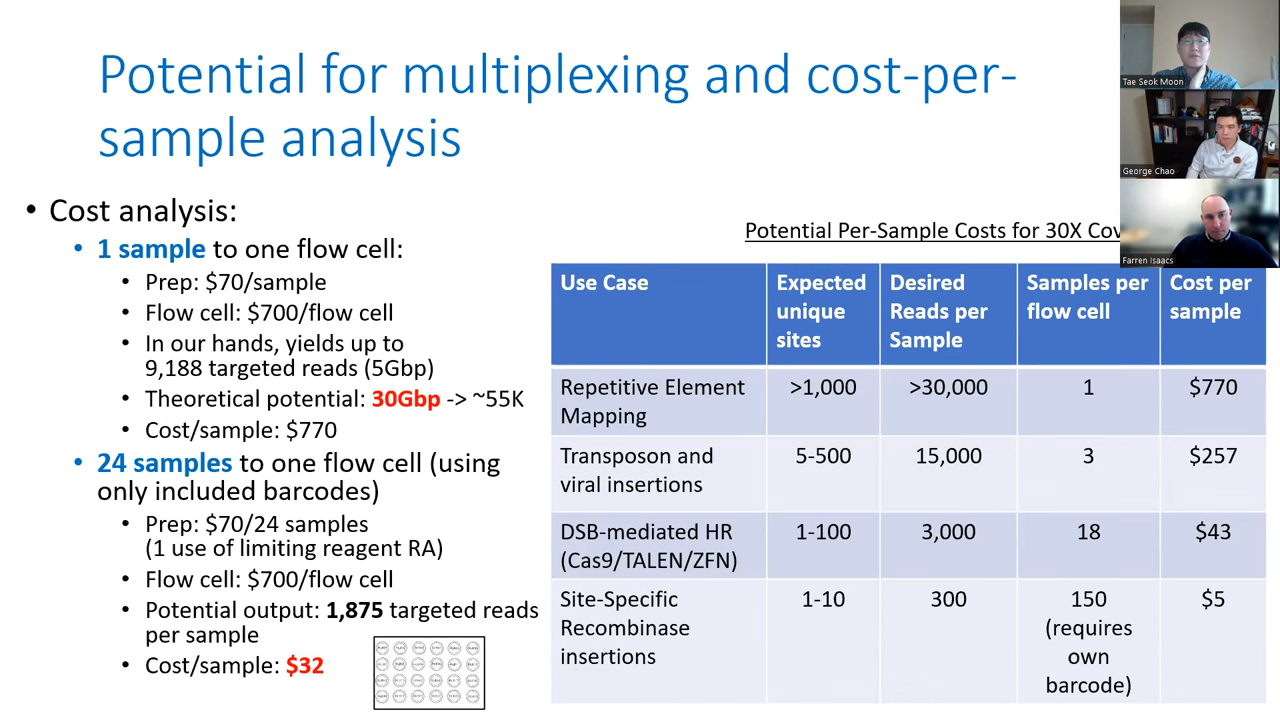 Potential for multiplexing and cost-per-
sample analysis
• Cost analysis:
• 1 sample to one flow cell:
• Prep: $70/sample
• Flow cell: $700/flow cell
• In our hands, yields up to
9,188 targeted reads (5Gbp)
• Theoretical potential: 30Gbp -> ~55K
• Cost/sample: $770
• 24 samples to one flow cell (using
only included barcodes)
• Prep: $70/24 samples
(1 use of limiting reagent RA)
• Flow cell: $700/flow cell
• Potential output: 1,875 targeted reads
per sample
• Cost/sample: $32
Potential Per-Sample Costs for 30X Cov
Use Case
Expected
unique
sites
Desired
Reads per
Sample
Samples per
flow cell
Cost per
sample
Repetitive Element
Mapping
>1,000
>30,000
1
$770
Transposon and
viral insertions
5-500
15,000
3
$257
DSB-mediated HR
(Cas9/TALEN/ZFN)
1-100
3,000
18
$43
Site-Specific
Recombinase
insertions
1-10
300
150
(requires
own
barcode)
$5
Tae Seok Moon
George Chao
Farren Isaacs